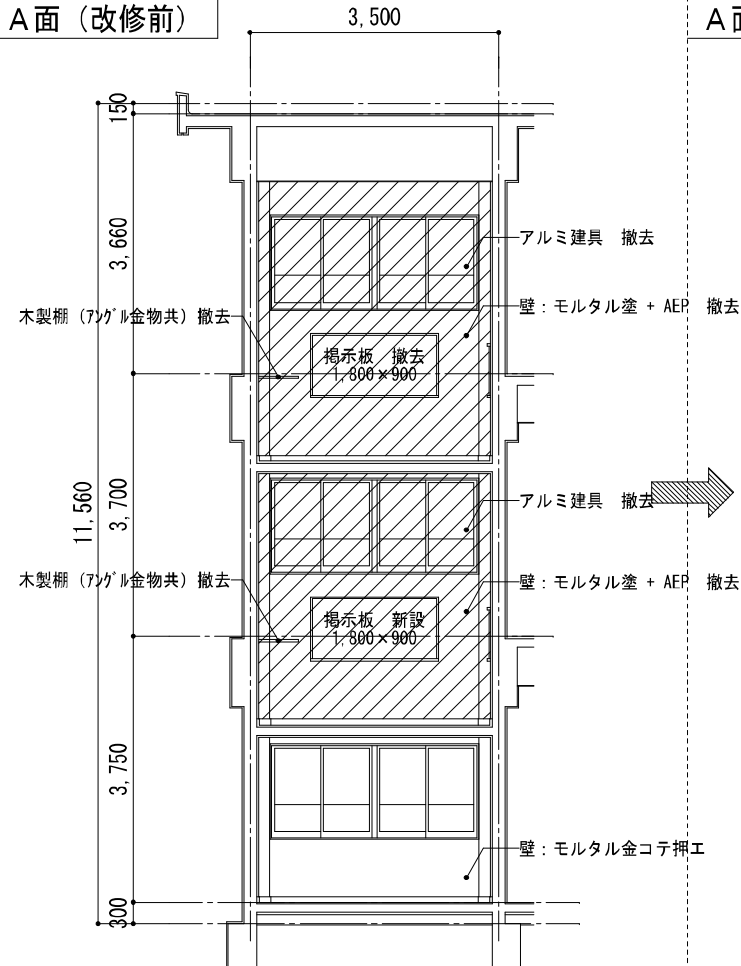 A面（改修前）
A面
3,500
150
3,660
アルミ建具　撤去
木製棚（アングル金物共）撤去
壁：モルタル塗 + AEP　撤去
掲示板　撤去
1,800×900
11,560
3,700
アルミ建具　撤去
木製棚（アングル金物共）撤去
壁：モルタル塗 + AEP　撤去
掲示板　新設
1,800×900
3,750
壁：モルタル金コテ押エ
300